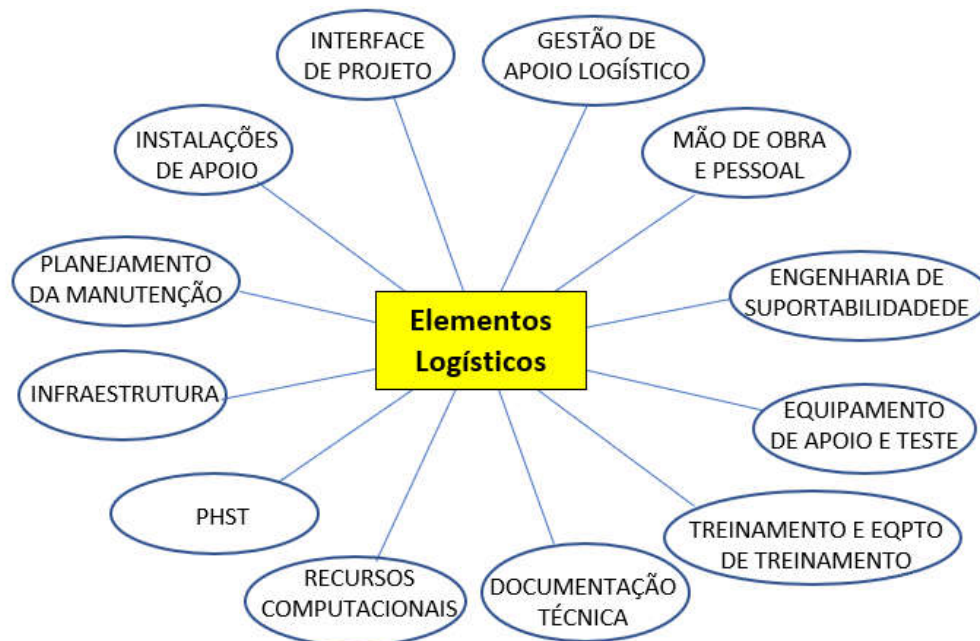 INTERFACE
DE PROJETO
GESTÃO DE
APOIO LOGÍSTICO
INSTALAÇÕES
DE APOIO
MÃO DE OBRA
E PESSOAL
PLANEJAMENTO
DA MANUTENÇÃO
ENGENHARIA DE
SUPORTABILIDADEDE
Elementos
Logísticos
INFRAESTRUTURA
EQUIPAMENTO
DE APOIO E TESTE
PHST
TREINAMENTO E EQPTO
DE TREINAMENTO
RECURSOS
COMPUTACIONAIS
DOCUMENTAÇÃO
TÉCNICA